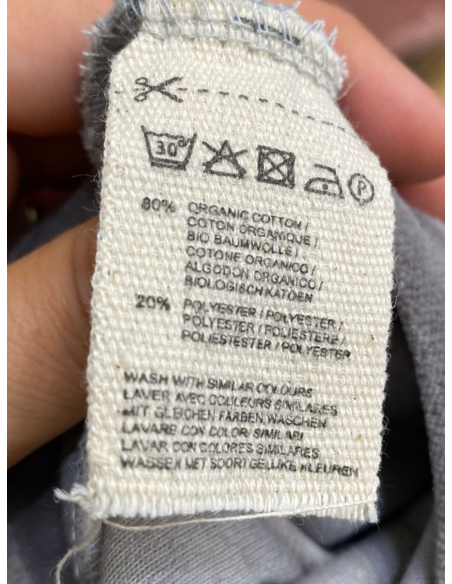 30°
P
80% ORGANIC COTTON /
COTON ORGANIQUE /
BIO BAUMWOLLE /
COTONE ORGANICO /
ALGODON ORGANICO /
BIOLOGISCH KATOEN
20% POLYESTER / POLYESTER /
POLYESTER / POLIESTERE /
POLIESTESTER / POLYESTER
WASH WITH SIMILAR COLOURS
LAVER AVEC COULEURS SIMILARES
MIT GLEICHEN FARBEN WASCHEN
LAVARE CON COLORI SIMILARI
LAVAR CON COLORES SIMILARES
WASSEN MET SOORTGELIJKE KLEUREN